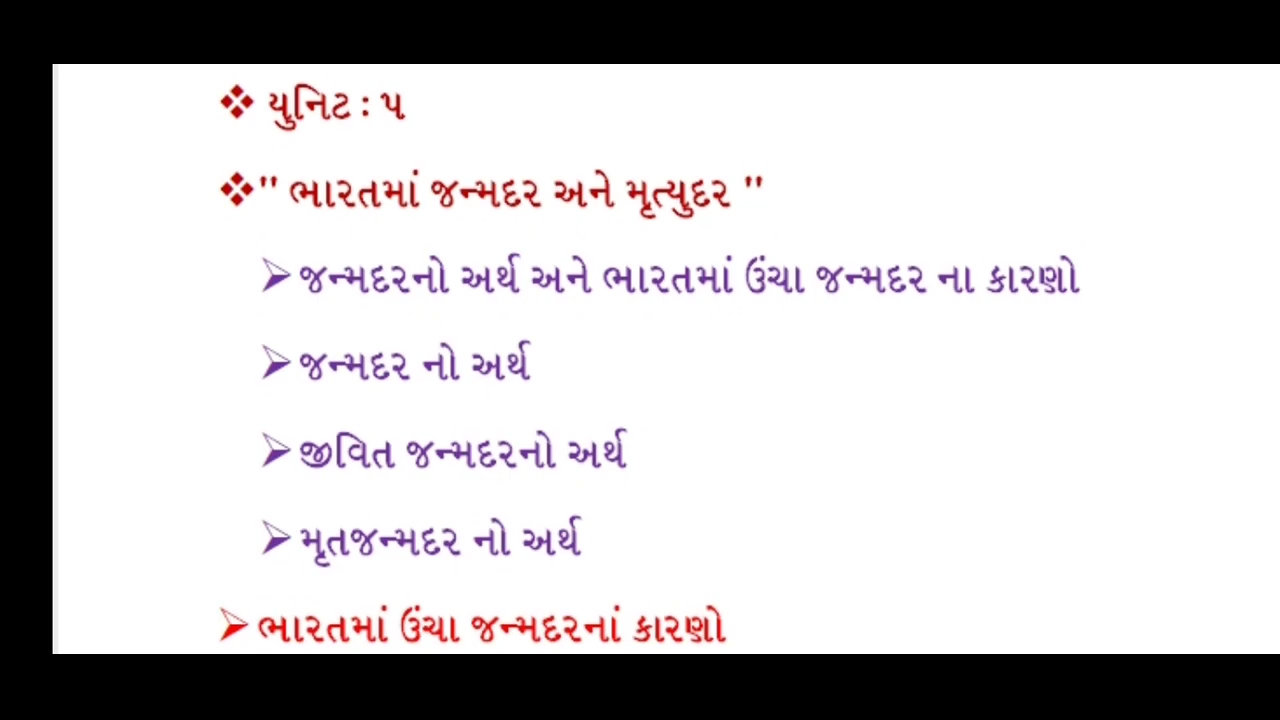 ❖ યુનિટ : ૫
❖" ભારતમાં જન્મદર અને મૃત્યુદર "
➢જન્મદરનો અર્થ અને ભારતમાં ઉંચા જન્મદર ના કારણો
➢જન્મદર નો અર્થ
➢જીવિત જન્મદરનો અર્થ
➢મૃતજન્મદર નો અર્થ
➢ભારતમાં ઉંચા જન્મદરનાં કારણો